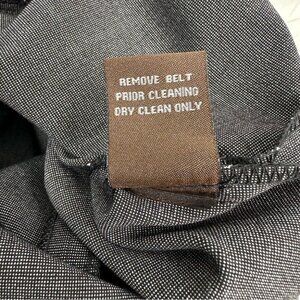 REMOVE BELT
PRIOR CLEANING
DRY CLEAN ONLY